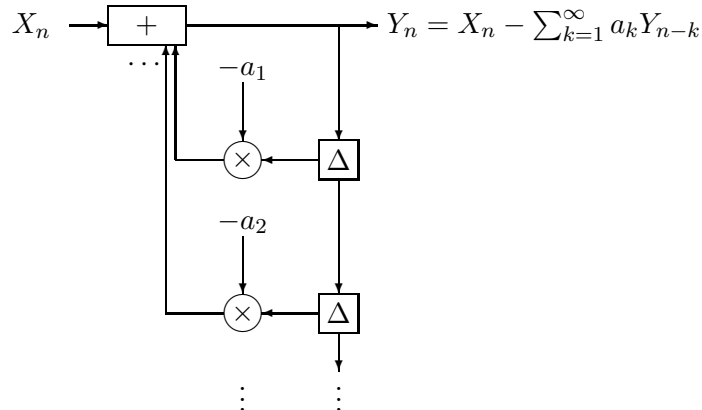 X_n + Y_n = X_n − ∑_{k=1}^{∞} a_k Y_{n−k}
⋯
−a_1
× Δ
−a_2
× Δ
⋮ ⋮